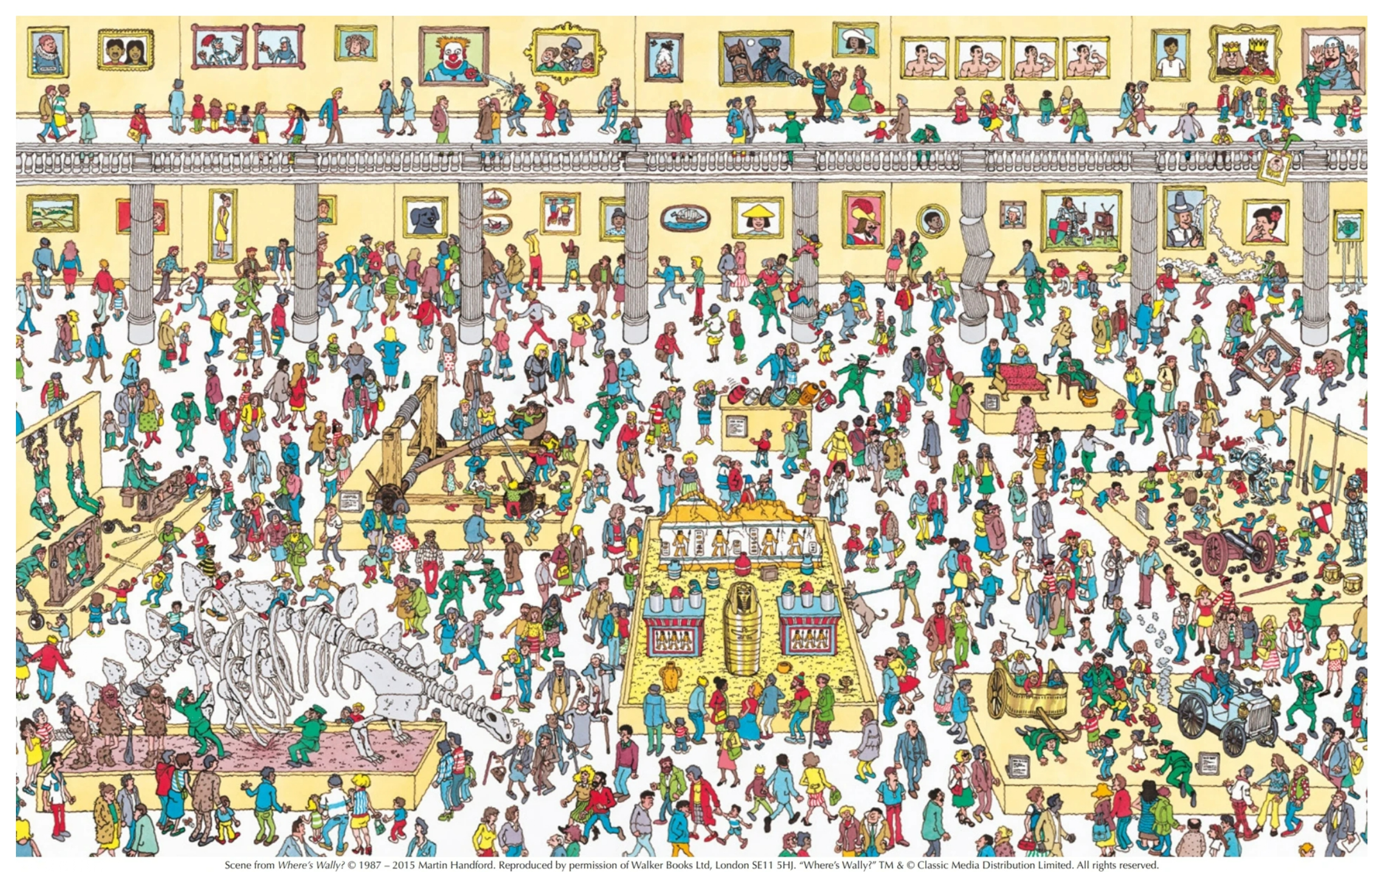 Scene from Where's Wally? © 1987 – 2015 Martin Handford. Reproduced by permission of Walker Books Ltd, London SE11 5HJ. "Where's Wally?" TM & © Classic Media Distribution Limited. All rights reserved.